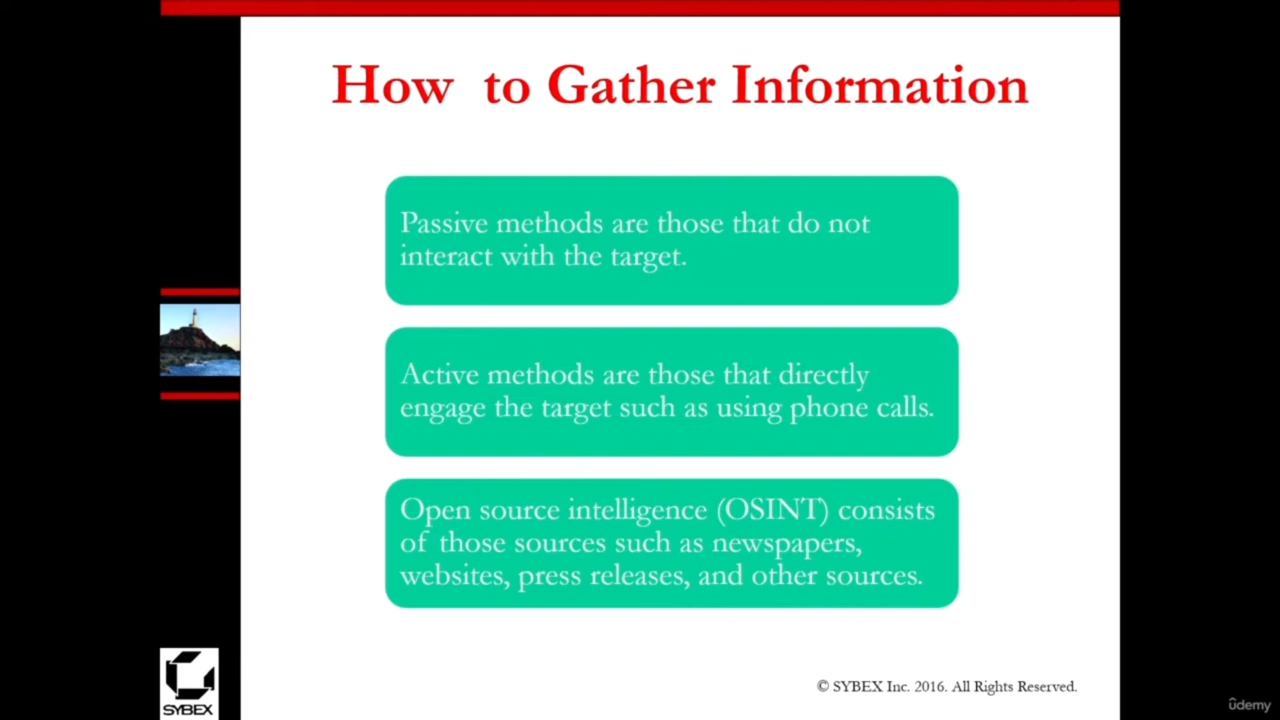 How to Gather Information
Passive methods are those that do not
interact with the target.
Active methods are those that directly
engage the target such as using phone calls.
Open source intelligence (OSINT) consists
of those sources such as newspapers,
websites, press releases, and other sources.
© SYBEX Inc. 2016. All Rights Reserved.
SYBEX
ûdemy